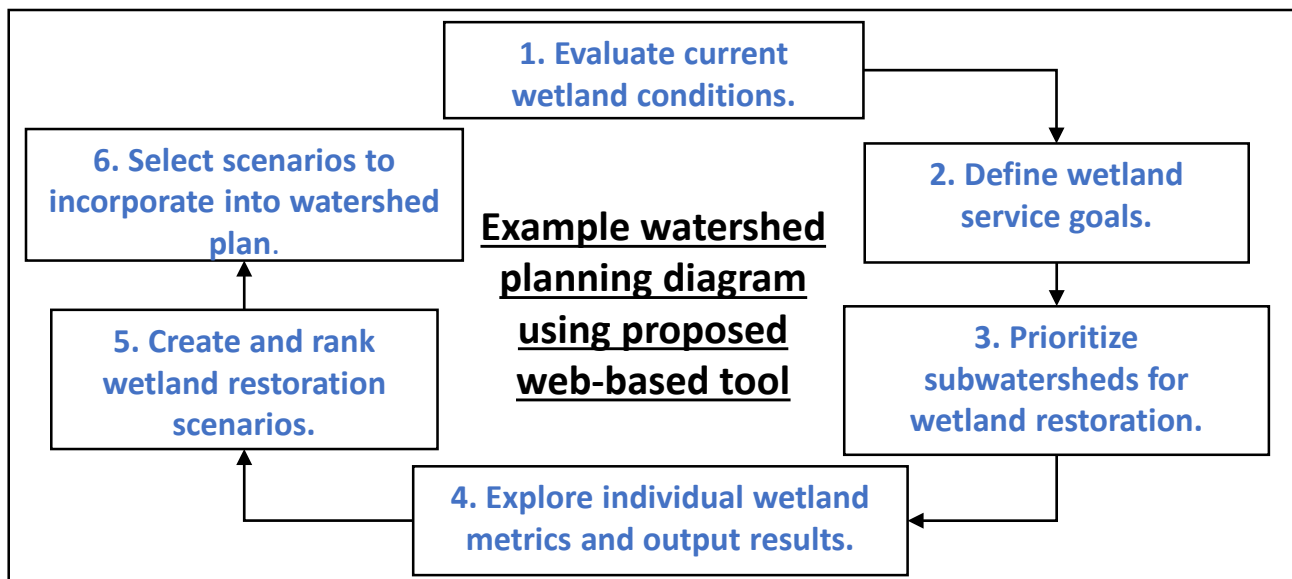 1. Evaluate current
wetland conditions.
2. Define wetland
service goals.
3. Prioritize
subwatersheds for
wetland restoration.
4. Explore individual wetland
metrics and output results.
5. Create and rank
wetland restoration
scenarios.
6. Select scenarios to
incorporate into watershed
plan.
Example watershed
planning diagram
using proposed
web-based tool